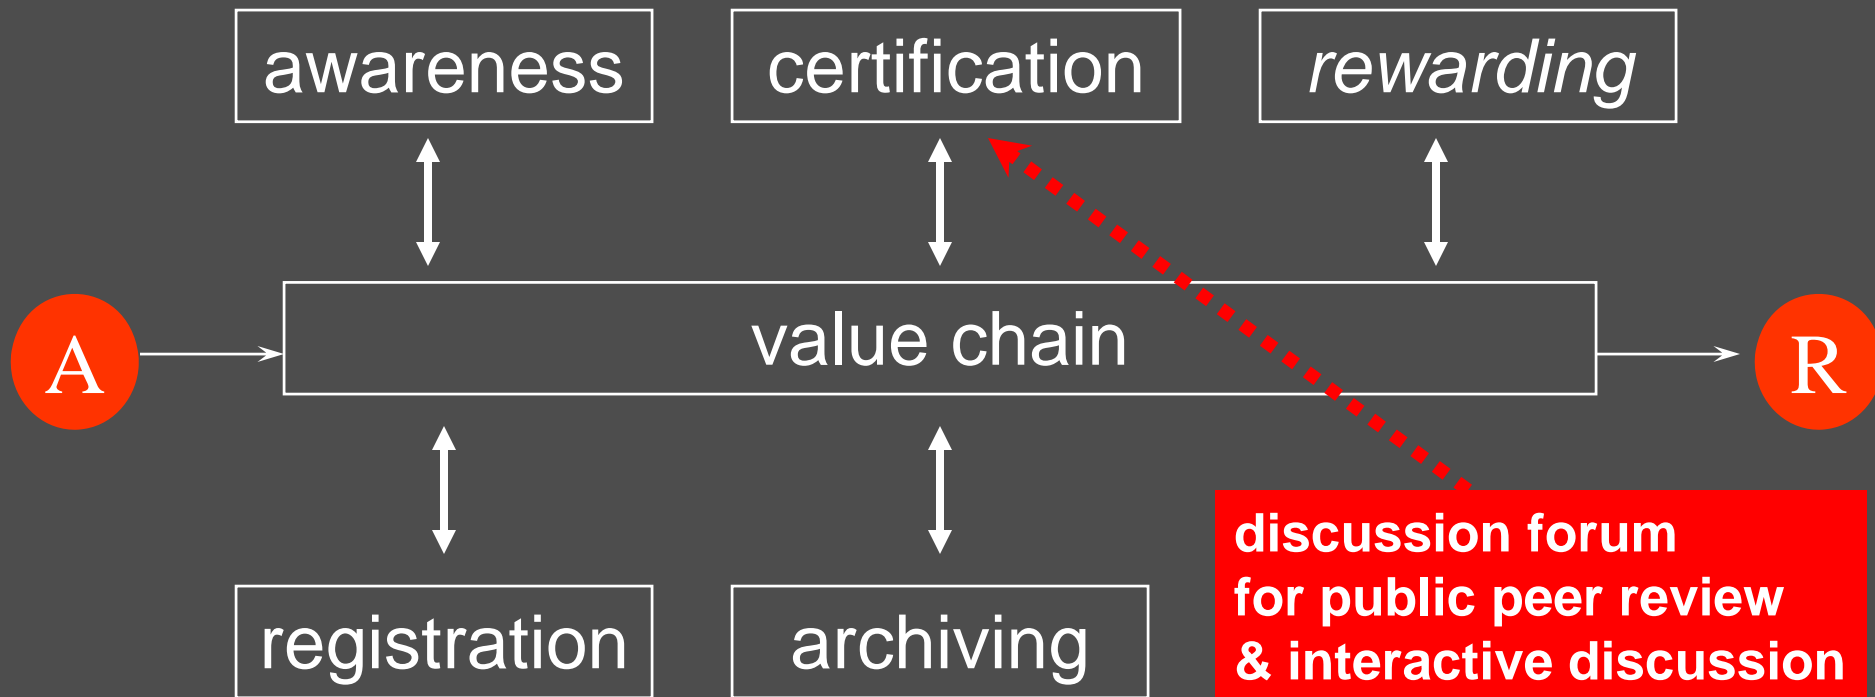 awareness
certification
rewarding
A
value chain
R
registration
archiving
discussion forum
for public peer review
& interactive discussion